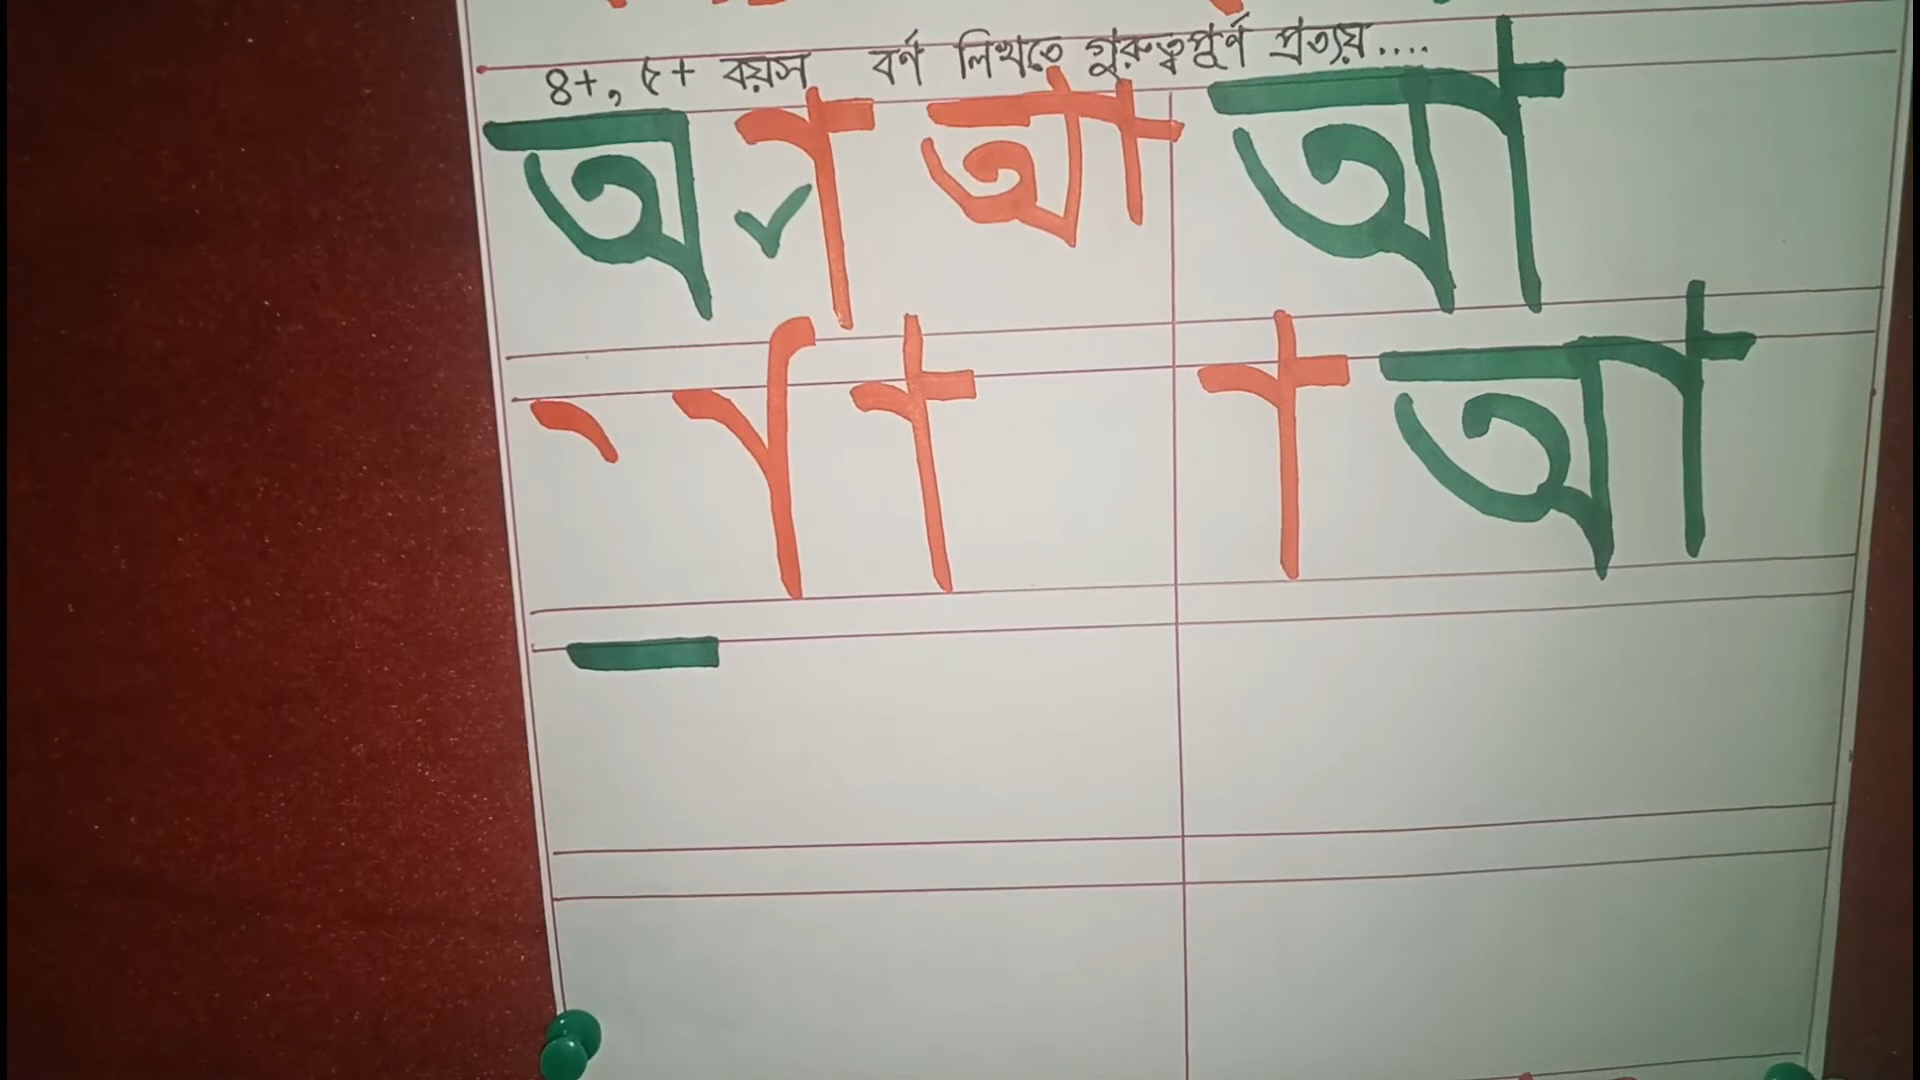 ৪+, ৫+ বয়স বর্ণ লিখতে গুরুত্বপূর্ণ প্রত্যয়....
অ া আ আ
া আ